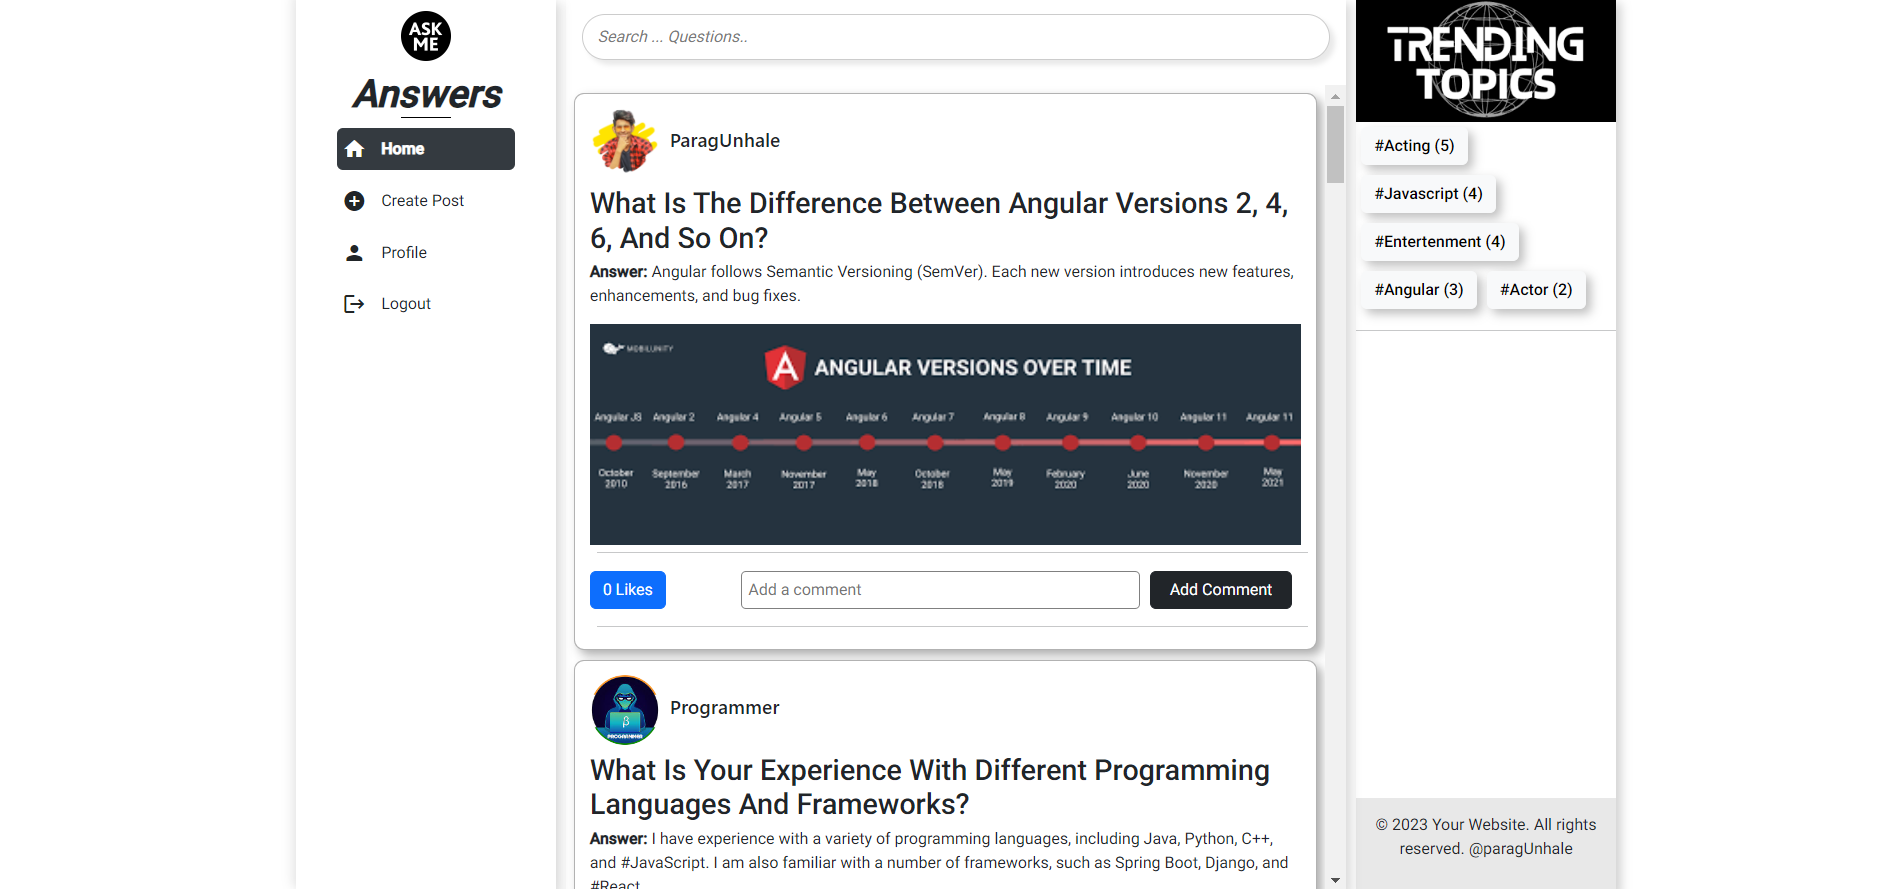 ASK
ME
Answers
Home
Create Post
Profile
Logout
Search ... Questions..
ParagUnhale
What Is The Difference Between Angular Versions 2, 4,
6, And So On?
Answer: Angular follows Semantic Versioning (SemVer). Each new version introduces new features,
enhancements, and bug fixes.
MOBILUNITY
ANGULAR VERSIONS OVER TIME
Angular JS Angular 2 Angular 4 Angular 5 Angular 6 Angular 7 Angular 8 Angular 9 Angular 10 Angular 11 Angular 11
October September March November May October May February June November May
2010 2016 2017 2017 2018 2018 2019 2020 2020 2020 2021
0 Likes
Add a comment
Add Comment
Programmer
β
PROGRAMMER
What Is Your Experience With Different Programming
Languages And Frameworks?
Answer: I have experience with a variety of programming languages, including Java, Python, C++,
and #JavaScript. I am also familiar with a number of frameworks, such as Spring Boot, Django, and
#React
TRENDING
TOPICS
#Acting (5)
#Javascript (4)
#Entertenment (4)
#Angular (3)
#Actor (2)
© 2023 Your Website. All rights
reserved. @paragUnhale